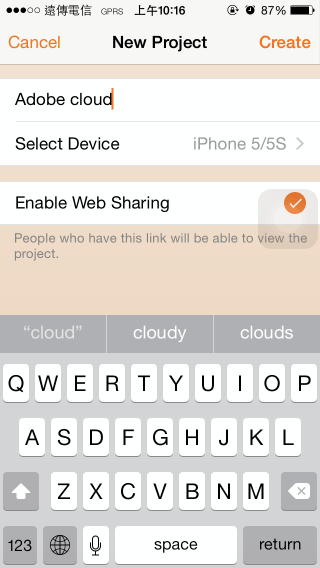 ●●●○○ 遠傳電信 GPRS 上午10:16 87%
Cancel New Project Create
Adobe cloud
Select Device iPhone 5/5S
Enable Web Sharing
People who have this link will be able to view the
project.
“cloud” cloudy clouds
Q W E R T Y U I O P
A S D F G H J K L
Z X C V B N M
123 space return